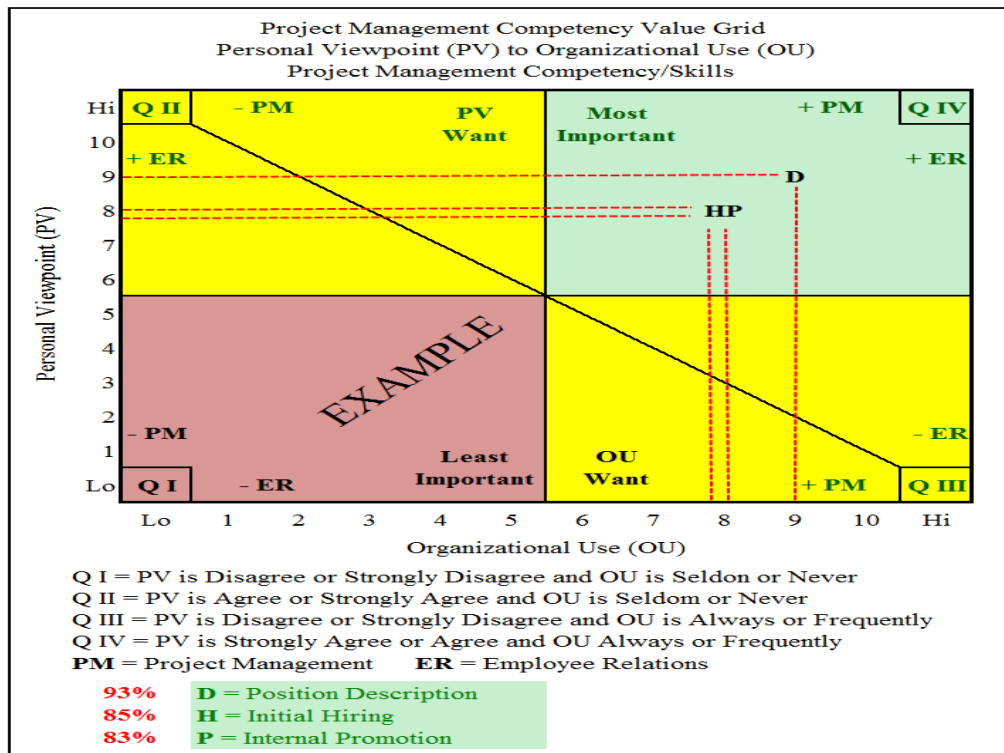 Project Management Competency Value Grid
Personal Viewpoint (PV) to Organizational Use (OU)
Project Management Competency/Skills
Hi Q II - PM PV Want Most Important + PM Q IV
10
+ ER + ER
9 D
8 HP
7
6
Personal Viewpoint (PV)
5
4
3
2
EXAMPLE
- PM - ER
1
Lo Q I - ER Least Important OU Want + PM Q III
Lo 1 2 3 4 5 6 7 8 9 10 Hi
Organizational Use (OU)
Q I = PV is Disagree or Strongly Disagree and OU is Seldon or Never
Q II = PV is Agree or Strongly Agree and OU is Seldom or Never
Q III = PV is Disagree or Strongly Disagree and OU is Always or Frequently
Q IV = PV is Strongly Agree or Agree and OU Always or Frequently
PM = Project Management ER = Employee Relations
93% D = Position Description
85% H = Initial Hiring
83% P = Internal Promotion